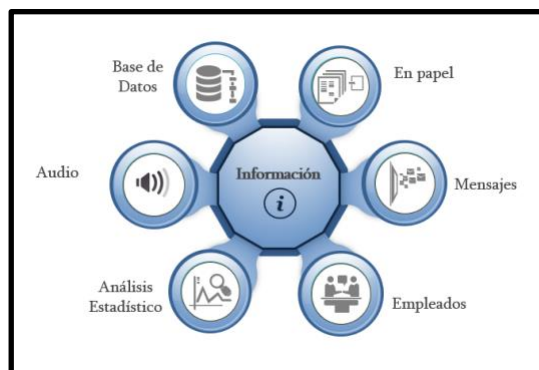 Base de
Datos
En papel
Audio
Información
i
Mensajes
Análisis
Estadístico
Empleados